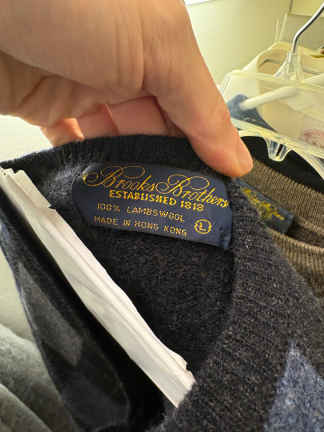 Brooks Brothers
ESTABLISHED 1818
100% LAMBSWOOL
MADE IN HONG KONG
L